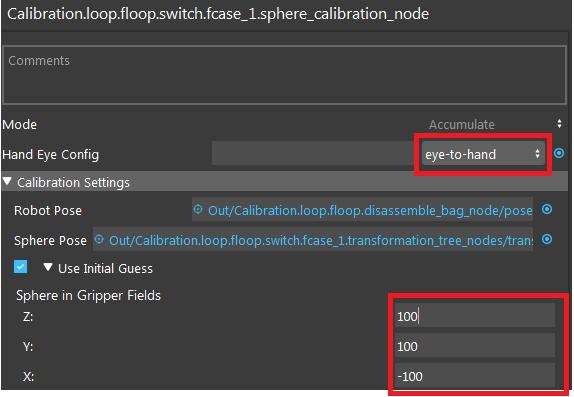 Calibration.loop.floop.switch.fcase_1.sphere_calibration_node
Comments
Mode Accumulate
Hand Eye Config eye-to-hand
Calibration Settings
Robot Pose Out/Calibration.loop.floop.disassemble_bag_node/pose
Sphere Pose Out/Calibration.loop.floop.switch.fcase_1.transformation_tree_nodes/trans
Use Initial Guess
Sphere in Gripper Fields
Z: 100
Y: 100
X: -100